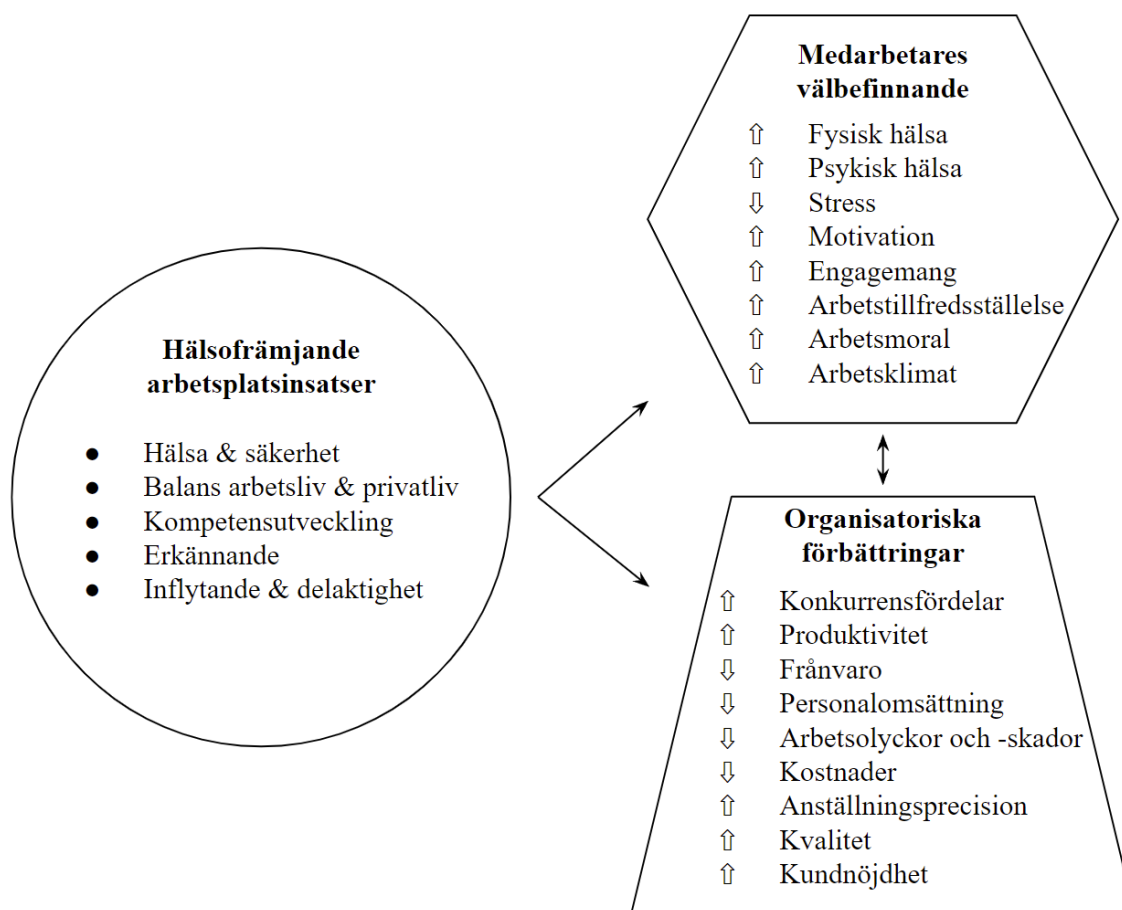 Hälsofrämjande
arbetsplatsinsatser
● Hälsa & säkerhet
● Balans arbetsliv & privatliv
● Kompetensutveckling
● Erkännande
● Inflytande & delaktighet
Medarbetares
välbefinnande
⇧ Fysisk hälsa
⇧ Psykisk hälsa
⇩ Stress
⇧ Motivation
⇧ Engagemang
⇧ Arbetstillfredsställelse
⇧ Arbetsmoral
⇧ Arbetsklimat
Organisatoriska
förbättringar
⇧ Konkurrensfördelar
⇧ Produktivitet
⇩ Frånvaro
⇩ Personalomsättning
⇩ Arbetsolyckor och -skador
⇩ Kostnader
⇧ Anställningsprecision
⇧ Kvalitet
⇧ Kundnöjdhet